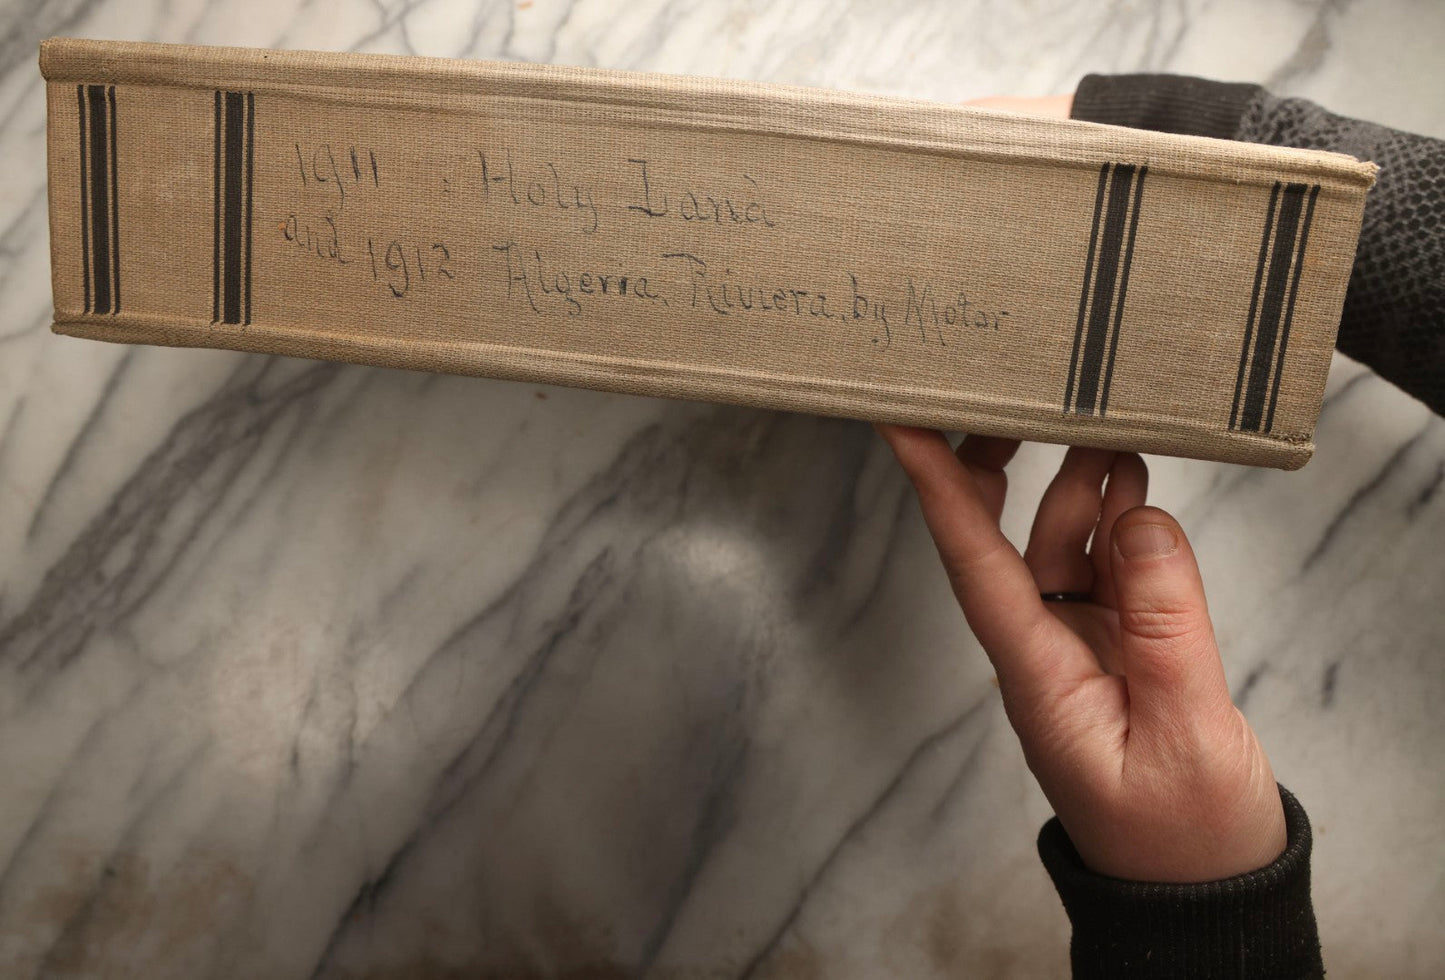 1911 : Holy Land
and 1912 Algeria, Riviera, by Motor